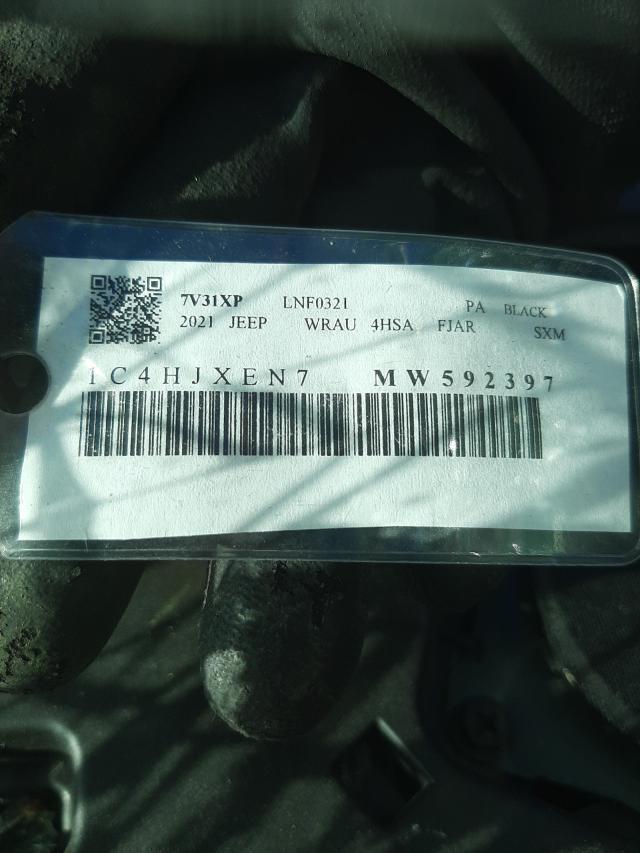 7V31XP LNF0321 PA BLACK
2021 JEEP WRAU 4HSA FJAR SXM
1C4HJXEN7 MW592397